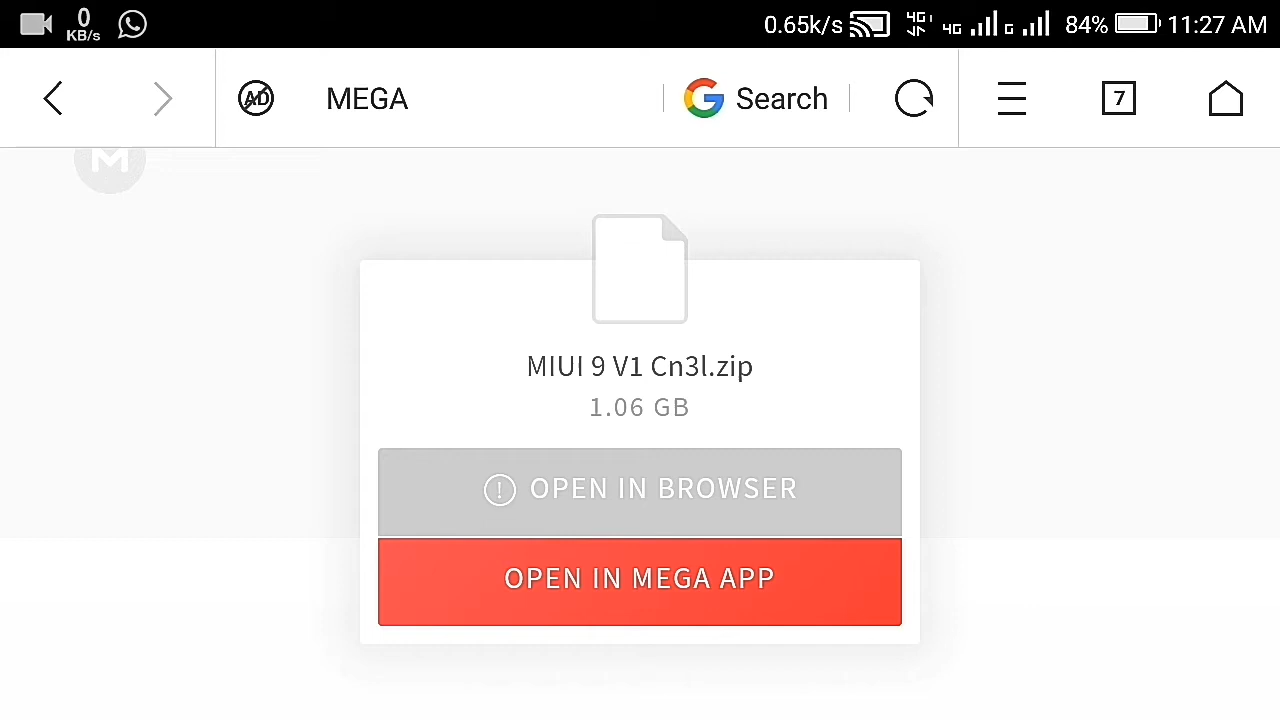 0 KB/s 0.65k/s 4G 4G G 84% 11:27 AM
AD MEGA G Search 7
M
MIUI 9 V1 Cn3l.zip
1.06 GB
! OPEN IN BROWSER
OPEN IN MEGA APP